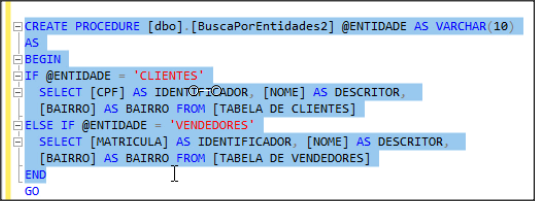 CREATE PROCEDURE [dbo].[BuscaPorEntidades2] @ENTIDADE AS VARCHAR(10)
AS
BEGIN
IF @ENTIDADE = 'CLIENTES'
SELECT [CPF] AS IDENTIFICADOR, [NOME] AS DESCRITOR,
[BAIRRO] AS BAIRRO FROM [TABELA DE CLIENTES]
ELSE IF @ENTIDADE = 'VENDEDORES'
SELECT [MATRICULA] AS IDENTIFICADOR, [NOME] AS DESCRITOR,
[BAIRRO] AS BAIRRO FROM [TABELA DE VENDEDORES]
END
GO